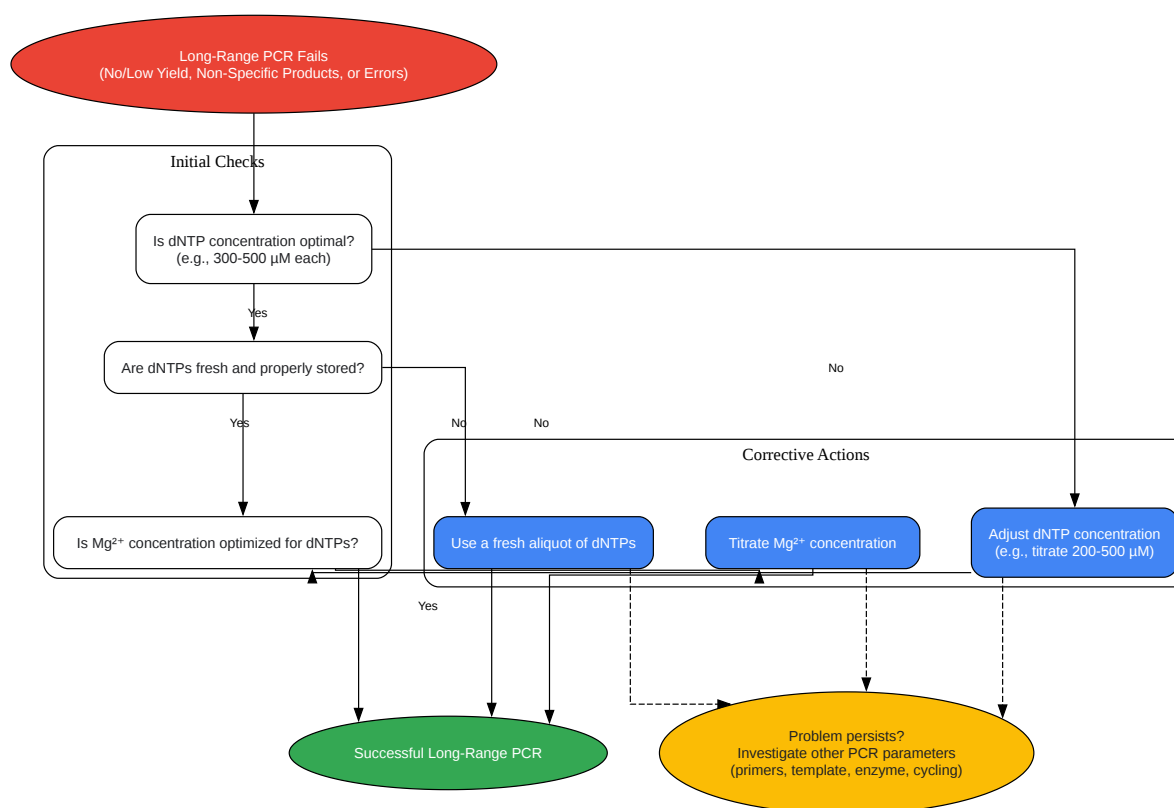 Long-Range PCR Fails
(No/Low Yield, Non-Specific Products, or Errors)
Initial Checks
Is dNTP concentration optimal?
(e.g., 300-500 µM each)
Yes
Are dNTPs fresh and properly stored?
No
Yes
No
No
Corrective Actions
Is Mg²⁺ concentration optimized for dNTPs?
Use a fresh aliquot of dNTPs
Titrate Mg²⁺ concentration
Adjust dNTP concentration
(e.g., titrate 200-500 µM)
Yes
Successful Long-Range PCR
Problem persists?
Investigate other PCR parameters
(primers, template, enzyme, cycling)